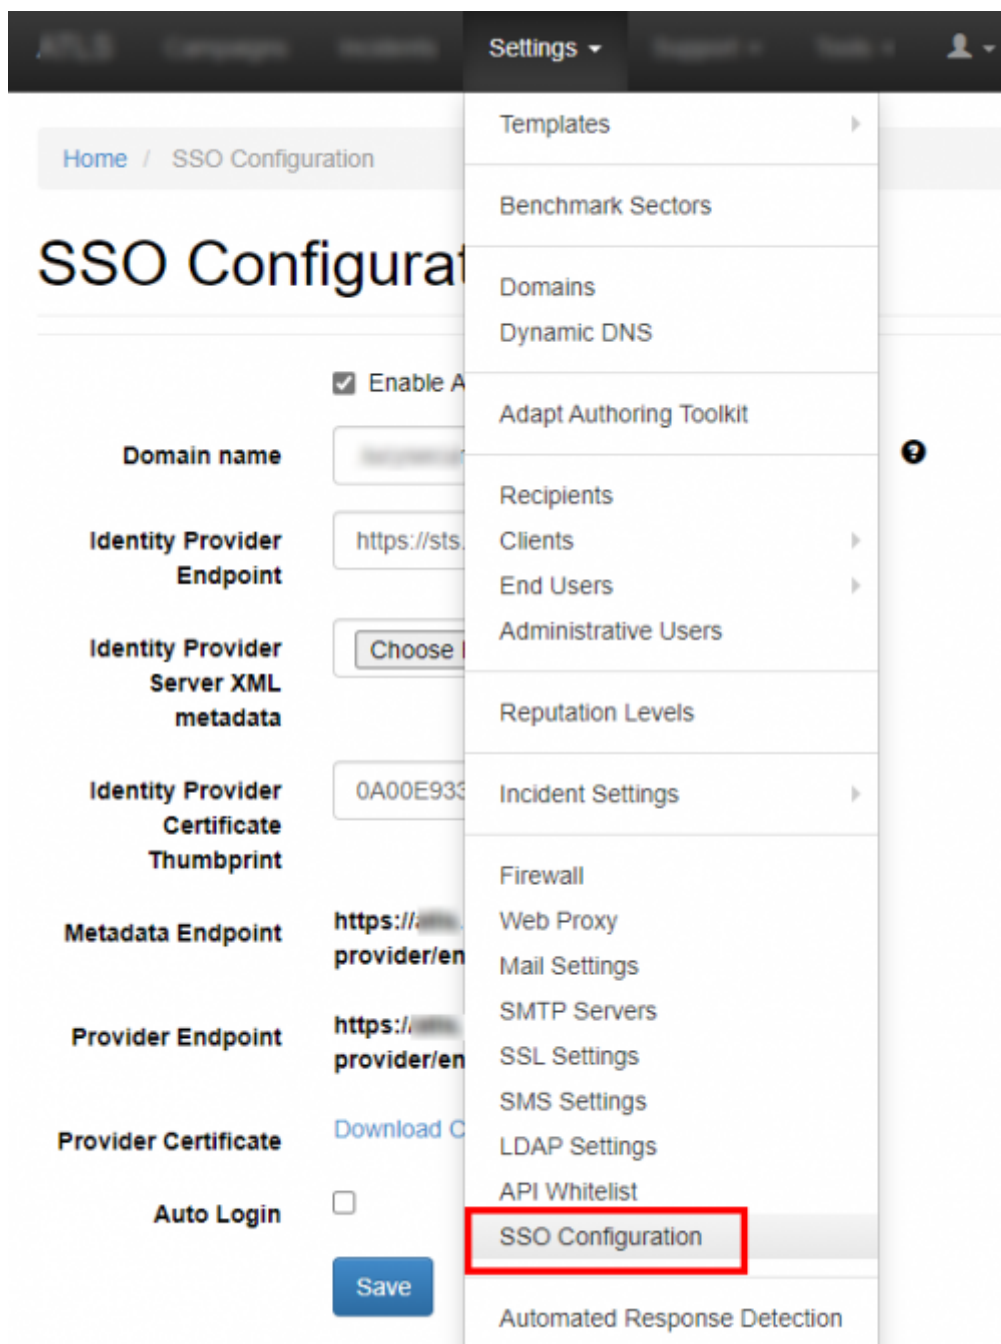 Settings
Home / SSO Configuration
SSO Configurat
Enable A
Domain name
Identity Provider
Endpoint
https://sts.
Identity Provider
Server XML
metadata
Choose
Identity Provider
Certificate
Thumbprint
0A00E933
Metadata Endpoint
https://
provider/en
Provider Endpoint
https://
provider/en
Provider Certificate
Download C
Auto Login
Save
Templates
Benchmark Sectors
Domains
Dynamic DNS
Adapt Authoring Toolkit
Recipients
Clients
End Users
Administrative Users
Reputation Levels
Incident Settings
Firewall
Web Proxy
Mail Settings
SMTP Servers
SSL Settings
SMS Settings
LDAP Settings
API Whitelist
SSO Configuration
Automated Response Detection